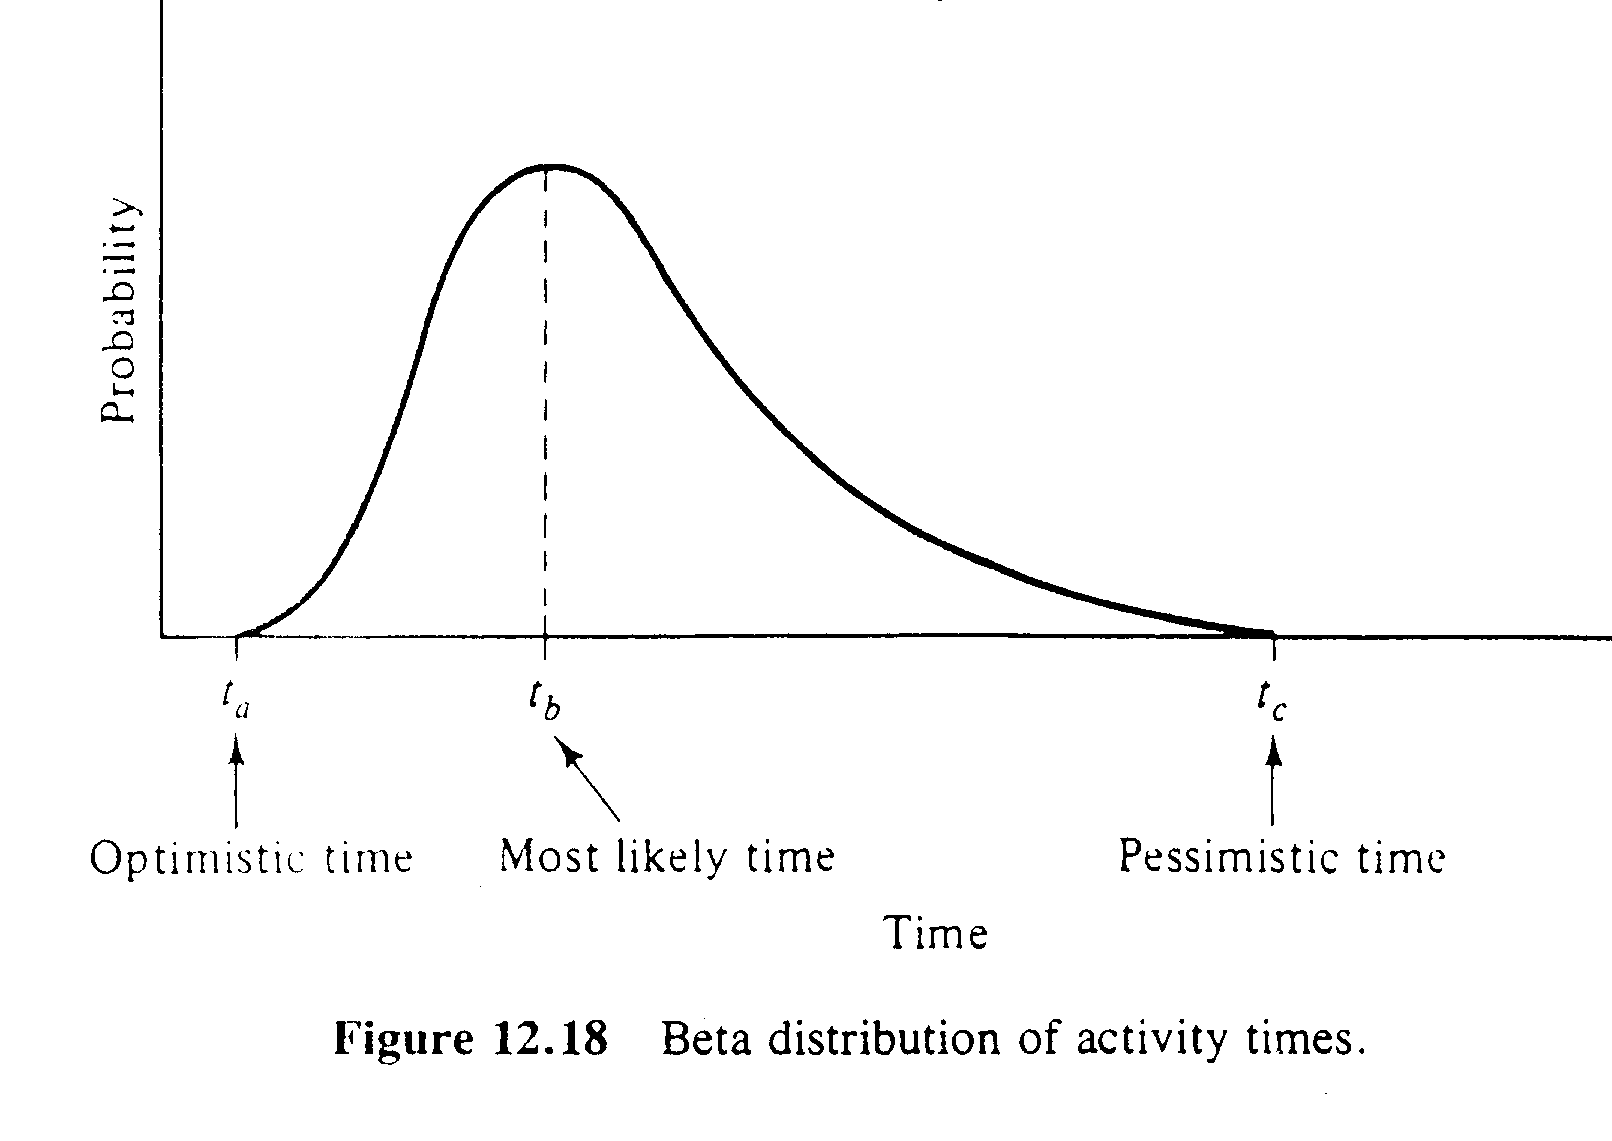 Probability
t_a
t_b
t_c
Optimistic time
Most likely time
Pessimistic time
Time
Figure 12.18 Beta distribution of activity times.